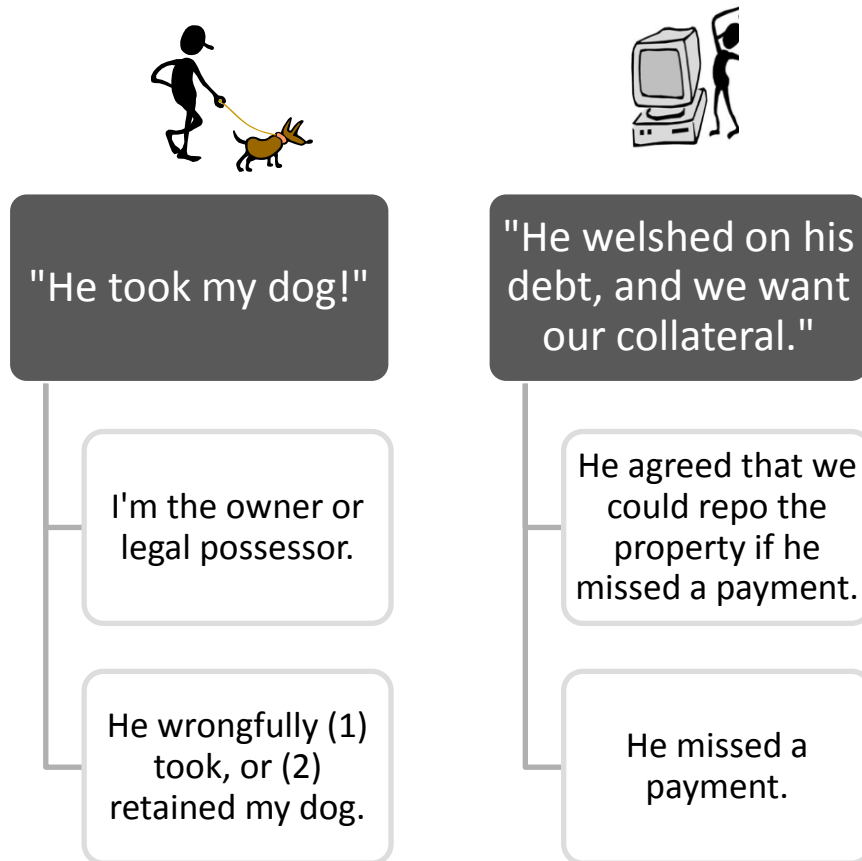 "He took my dog!"
I'm the owner or
legal possessor.
He wrongfully (1)
took, or (2)
retained my dog.
"He welshed on his
debt, and we want
our collateral."
He agreed that we
could repo the
property if he
missed a payment.
He missed a
payment.